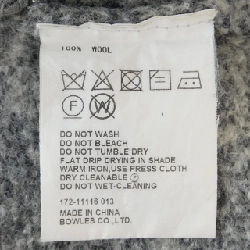 100% WOOL
F W
DO NOT WASH
DO NOT BLEACH
DO NOT TUMBLE DRY
FLAT DRIP DRYING IN SHADE
WARM IRON,USE PRESS CLOTH
DRY CLEANABLE
DO NOT WET-CLEANING
172-11116 013
MADE IN CHINA
BOWLES CO.,LTD.